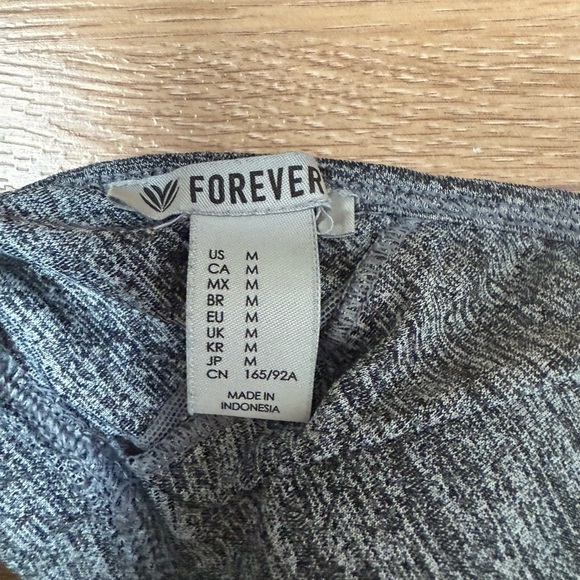 FOREVER
US M
CA M
MX M
BR M
EU M
UK M
KR M
JP M
CN 165/92A
MADE IN
INDONESIA